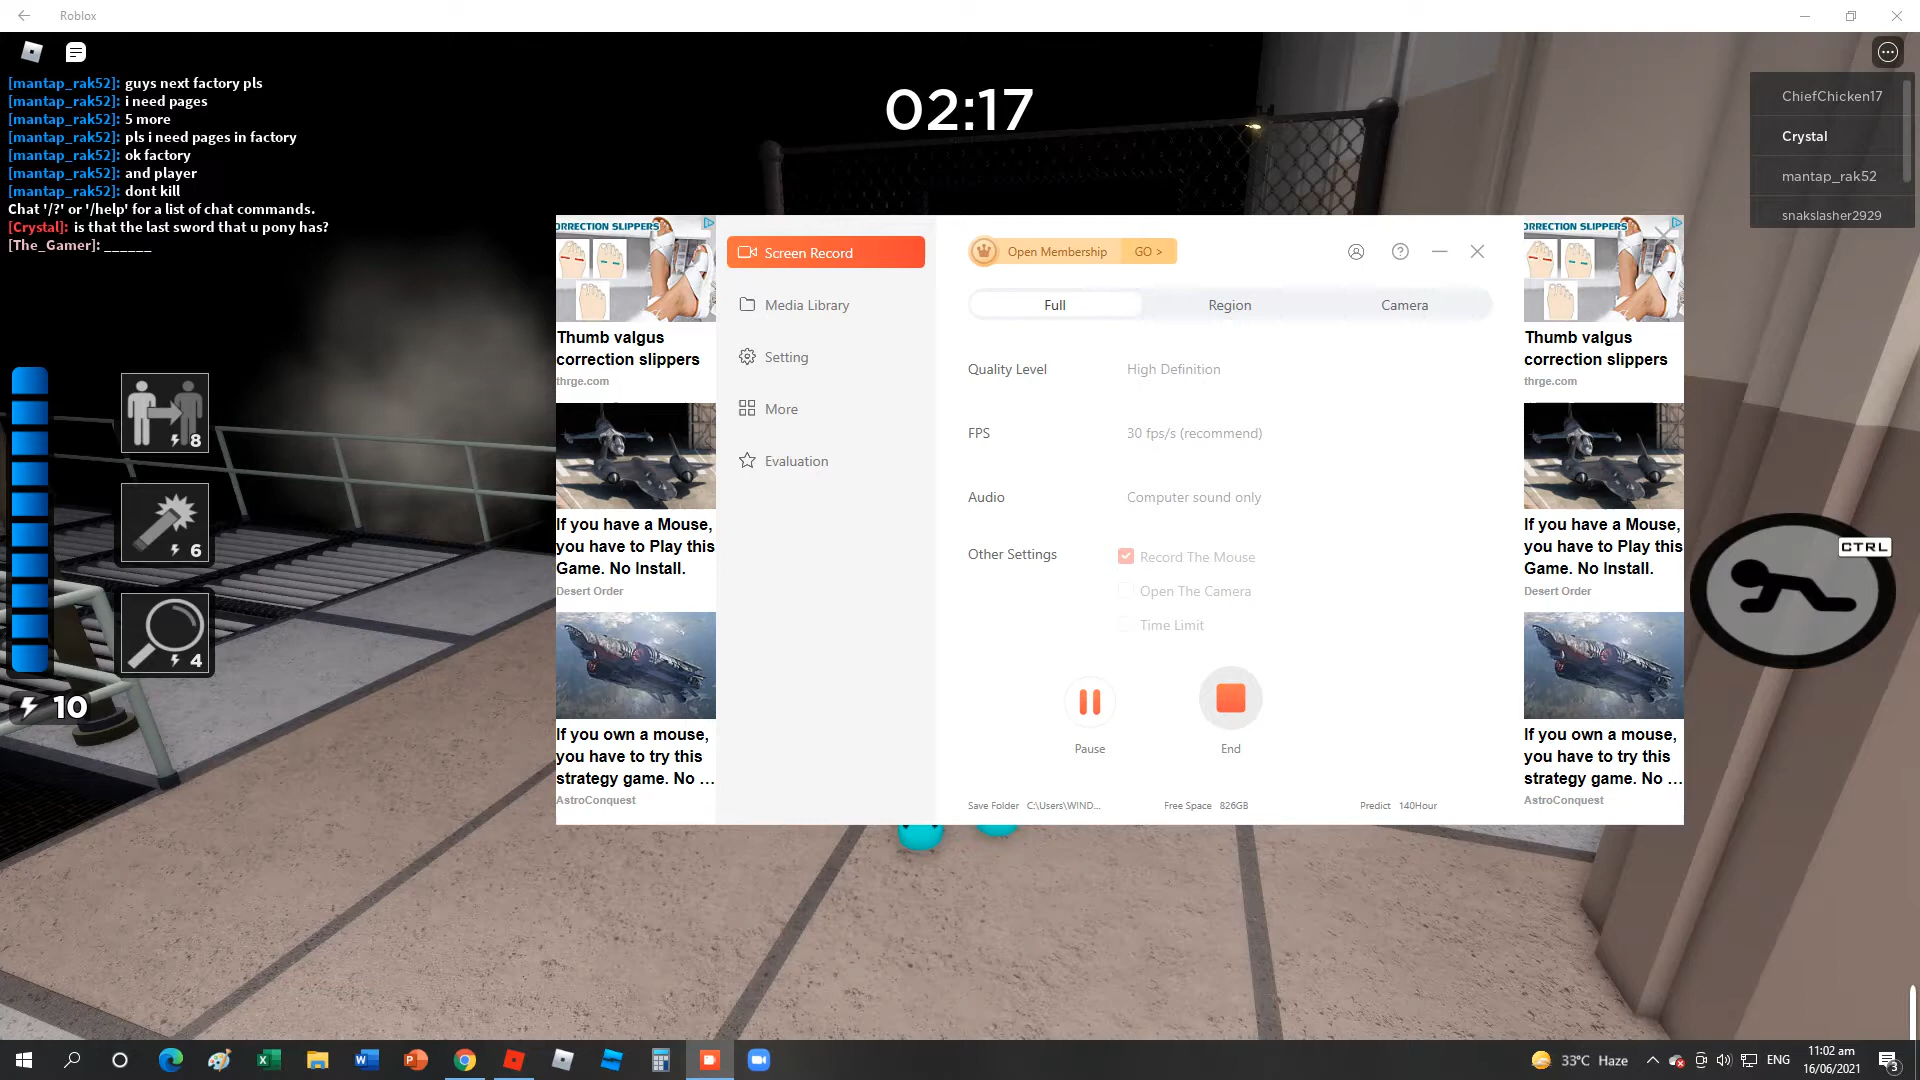 Roblox
[mantap_rak52]: guys next factory pls
[mantap_rak52]: i need pages
[mantap_rak52]: 5 more
[mantap_rak52]: pls i need pages in factory
[mantap_rak52]: ok factory
[mantap_rak52]: and player
[mantap_rak52]: dont kill
Chat '/?' or '/help' for a list of chat commands.
[Crystal]: is that the last sword that u pony has?
[The_Gamer]: ______
02:17
ChiefChicken17
Crystal
mantap_rak52
snakslasher2929
8
6
4
10
CORRECTION SLIPPERS
Thumb valgus
correction slippers
thrge.com
If you have a Mouse,
you have to Play this
Game. No Install.
Desert Order
If you own a mouse,
you have to try this
strategy game. No ...
AstroConquest
Screen Record
Media Library
Setting
More
Evaluation
Open Membership GO >
Full Region Camera
Quality Level High Definition
FPS 30 fps/s (recommend)
Audio Computer sound only
Other Settings Record The Mouse
Open The Camera
Time Limit
Pause End
Save Folder C:\Users\WIND... Free Space 826GB Predict 140Hour
CORRECTION SLIPPERS
Thumb valgus
correction slippers
thrge.com
If you have a Mouse,
you have to Play this
Game. No Install.
Desert Order
If you own a mouse,
you have to try this
strategy game. No ...
AstroConquest
CTRL
33°C Haze
ENG
11:02 am
16/06/2021
3